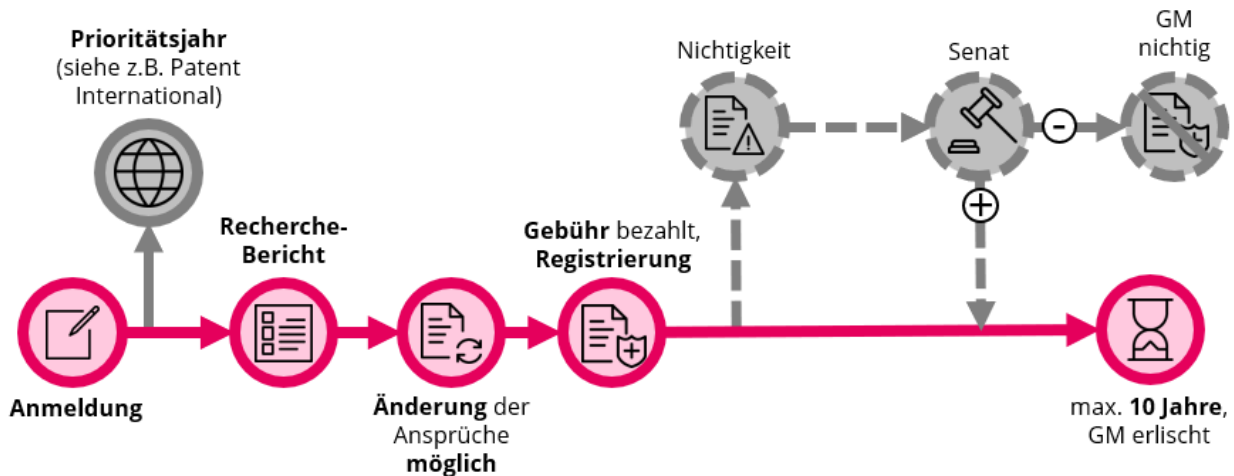 Prioritätsjahr
(siehe z.B. Patent
International)
Nichtigkeit
Senat
GM
nichtig
-
+
Recherche-
Bericht
Gebühr bezahlt,
Registrierung
Anmeldung
Änderung der
Ansprüche
möglich
max. 10 Jahre,
GM erlischt